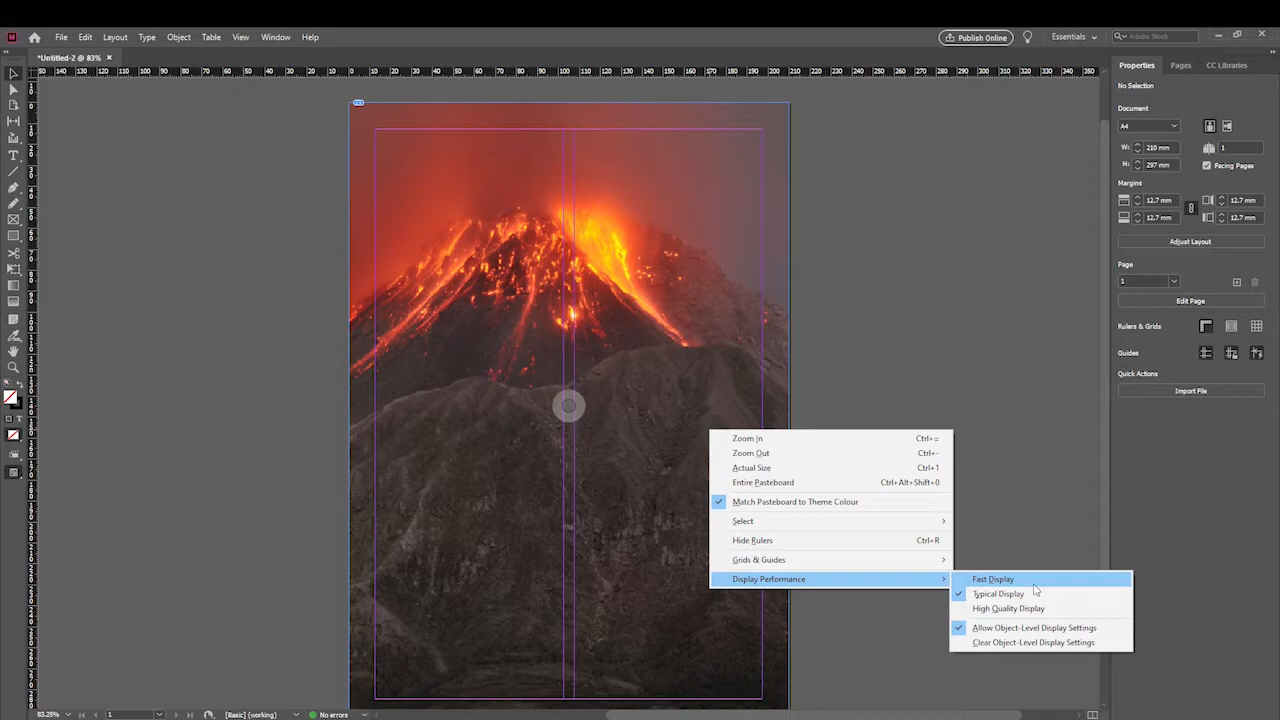 File Edit Layout Type Object Table View Window Help
Publish Online
Essentials
Adobe Stock
*Untitled-2 @ 83%
Properties Pages CC Libraries
No Selection
Document
A4
W: 210 mm 1
H: 297 mm Facing Pages
Margins
12.7 mm 12.7 mm
12.7 mm 12.7 mm
Adjust Layout
Page
1
Edit Page
Rulers & Grids
Guides
Quick Actions
Import File
Zoom In Ctrl+=
Zoom Out Ctrl+-
Actual Size Ctrl+1
Entire Pasteboard Ctrl+Alt+Shift+0
Match Pasteboard to Theme Colour
Select
Hide Rulers Ctrl+R
Grids & Guides
Display Performance
Fast Display
Typical Display
High Quality Display
Allow Object-Level Display Settings
Clear Object-Level Display Settings
83.25% 1 [Basic] (working) No errors